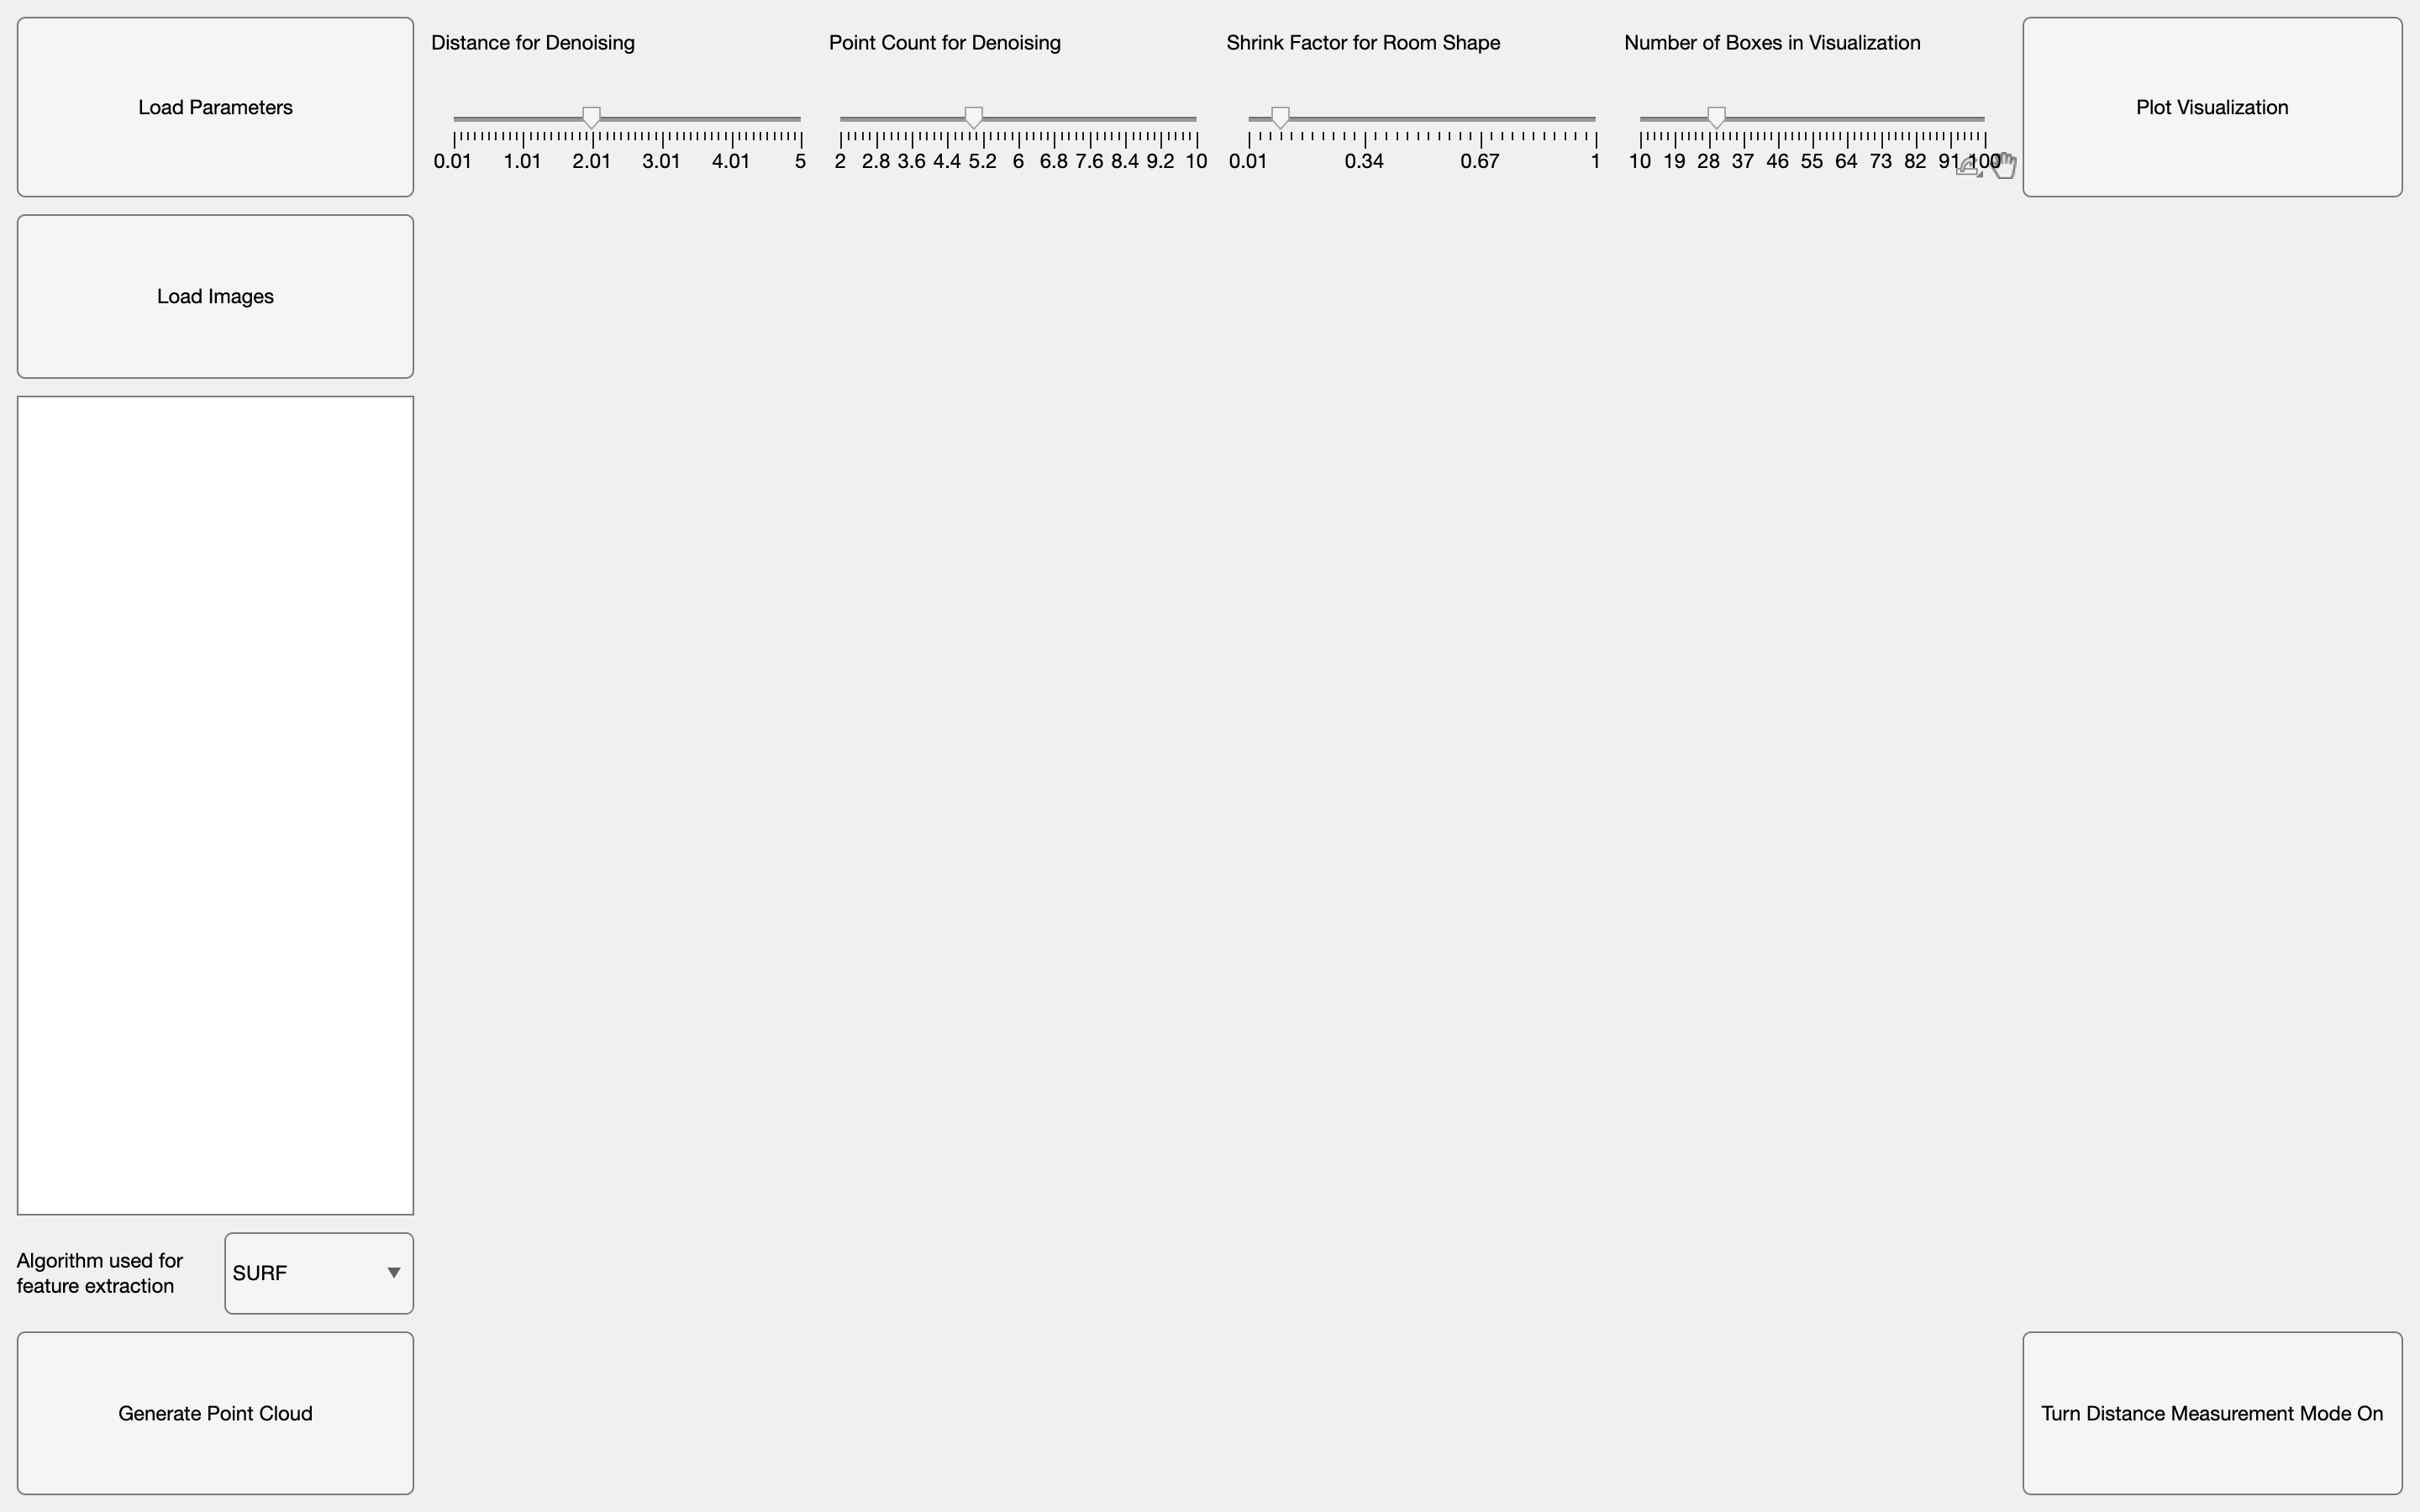 Load Parameters
Distance for Denoising
0.01 1.01 2.01 3.01 4.01 5
Point Count for Denoising
2 2.8 3.6 4.4 5.2 6 6.8 7.6 8.4 9.2 10
Shrink Factor for Room Shape
0.01 0.34 0.67 1
Number of Boxes in Visualization
10 19 28 37 46 55 64 73 82 91 100
Plot Visualization
Load Images
Algorithm used for
feature extraction
SURF
Generate Point Cloud
Turn Distance Measurement Mode On